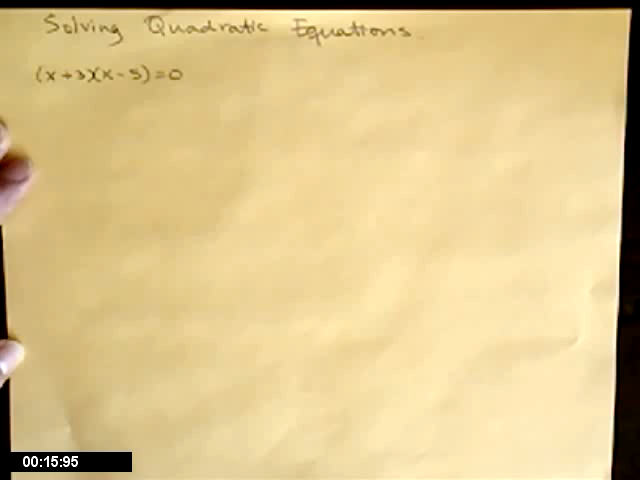 Solving Quadratic Equations.
(x+3)(x-5)=0
00:15:95